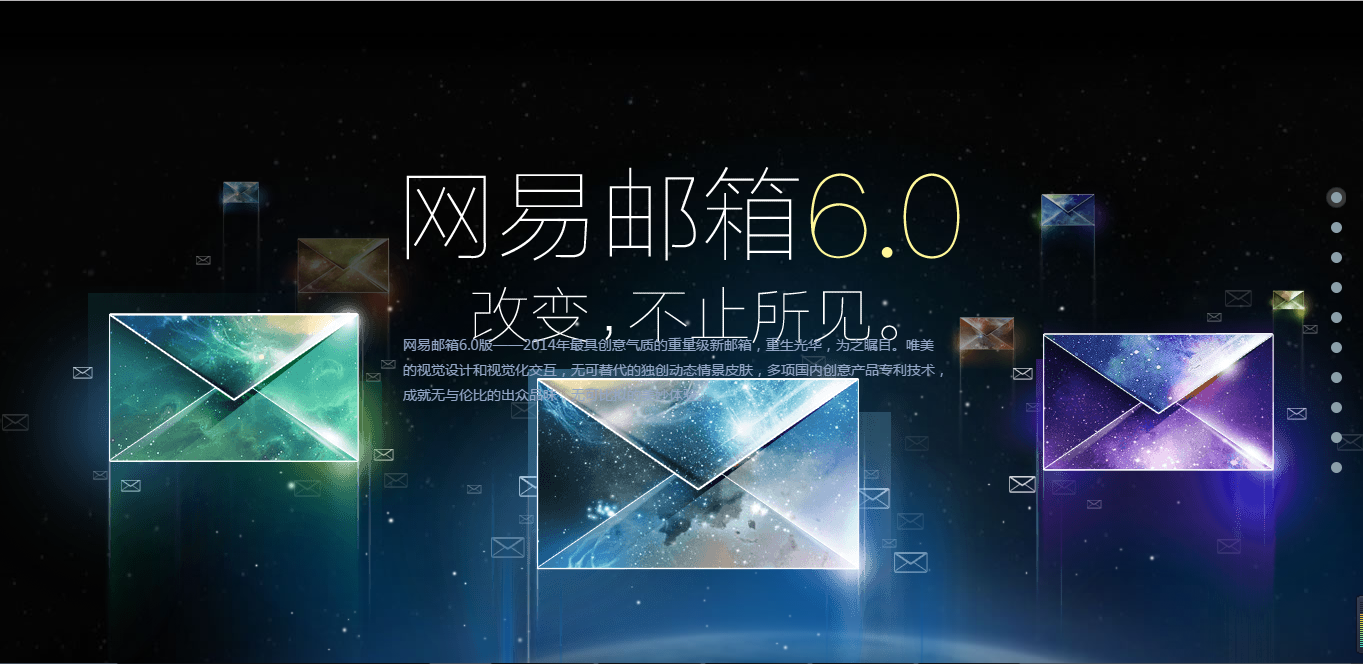 网易邮箱6.0
改变,不止所见。
网易邮箱6.0版——2014年最具创意气质的重量级新邮箱，重生光华，为之瞩目。唯美
的视觉设计和视觉化交互，无可替代的独创动态情景皮肤，多项国内创意产品专利技术，
成就无与伦比的出众品味